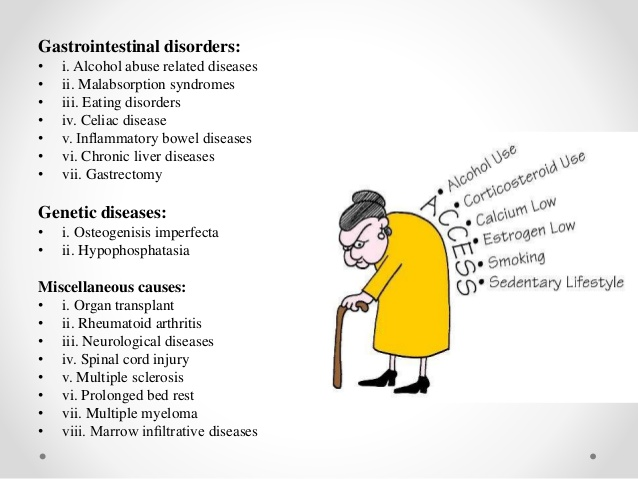 Gastrointestinal disorders:
• i. Alcohol abuse related diseases
• ii. Malabsorption syndromes
• iii. Eating disorders
• iv. Celiac disease
• v. Inflammatory bowel diseases
• vi. Chronic liver diseases
• vii. Gastrectomy
Genetic diseases:
• i. Osteogenisis imperfecta
• ii. Hypophosphatasia
Miscellaneous causes:
• i. Organ transplant
• ii. Rheumatoid arthritis
• iii. Neurological diseases
• iv. Spinal cord injury
• v. Multiple sclerosis
• vi. Prolonged bed rest
• vii. Multiple myeloma
• viii. Marrow infiltrative diseases
ACCESS
• Alcohol Use
• Corticosteroid Use
• Calcium Low
• Estrogen Low
• Smoking
• Sedentary Lifestyle